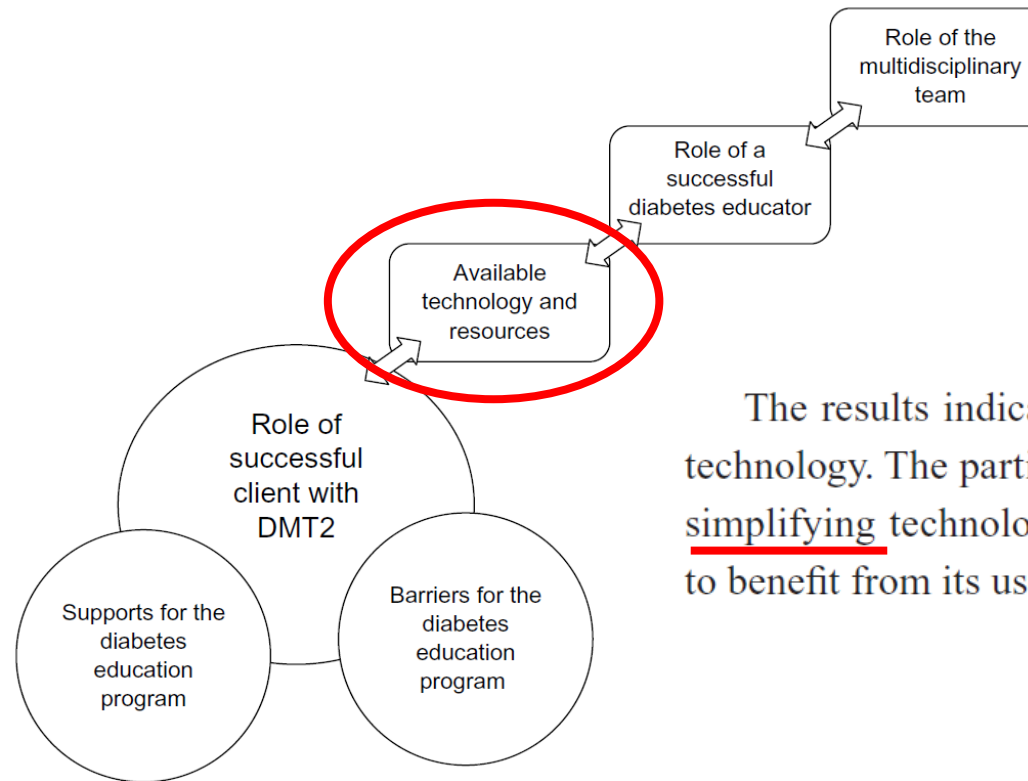 Role of the
multidisciplinary
team
Role of a
successful
diabetes educator
Available
technology and
resources
Role of
successful
client with
DMT2
Supports for the
diabetes
education
program
Barriers for the
diabetes
education
program
The results indica
technology. The parti
simplifying technolo
to benefit from its us